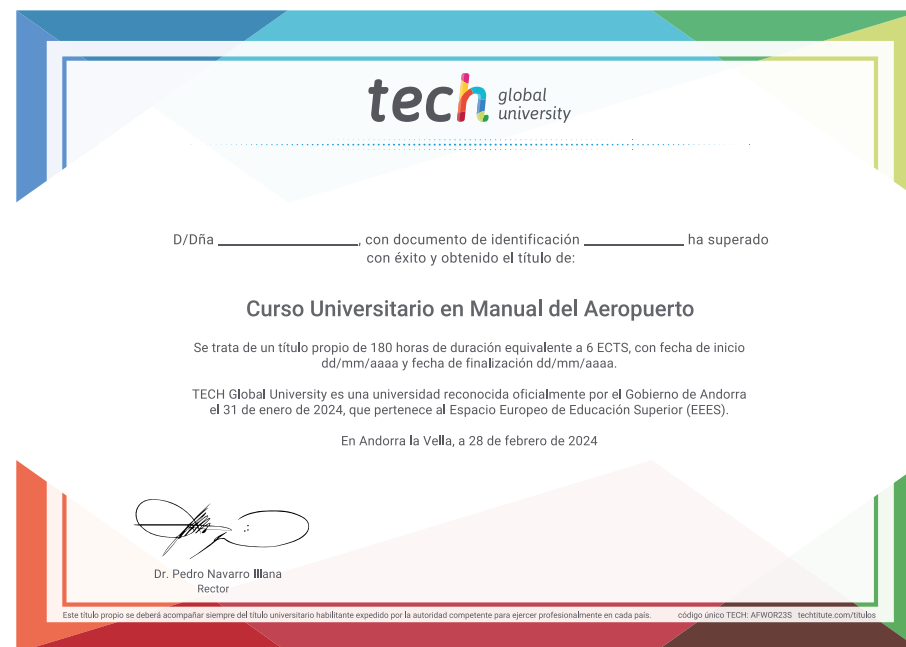 tech global university
D/Dña ______________, con documento de identificación __________ ha superado
con éxito y obtenido el título de:
Curso Universitario en Manual del Aeropuerto
Se trata de un título propio de 180 horas de duración equivalente a 6 ECTS, con fecha de inicio
dd/mm/aaaa y fecha de finalización dd/mm/aaaa.
TECH Global University es una universidad reconocida oficialmente por el Gobierno de Andorra
el 31 de enero de 2024, que pertenece al Espacio Europeo de Educación Superior (EEES).
En Andorra la Vella, a 28 de febrero de 2024
Dr. Pedro Navarro Illana
Rector
Este título propio se deberá acompañar siempre del título universitario habilitante expedido por la autoridad competente para ejercer profesionalmente en cada país. código único TECH: AFWOR23S techtitute.com/titulos